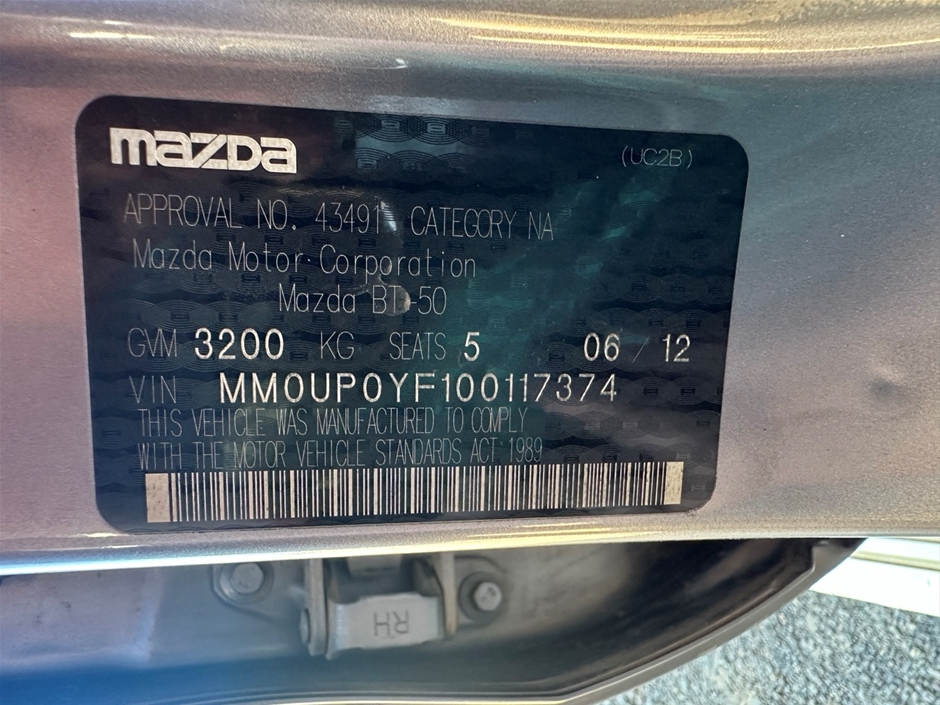 mazda
(UC2B)
APPROVAL NO. 43491 CATEGORY NA
Mazda Motor Corporation
Mazda BT-50
GVM 3200 KG SEATS 5 06 / 12
VIN MM0UP0YF100117374
THIS VEHICLE WAS MANUFACTURED TO COMPLY
WITH THE MOTOR VEHICLE STANDARDS ACT 1989
RH